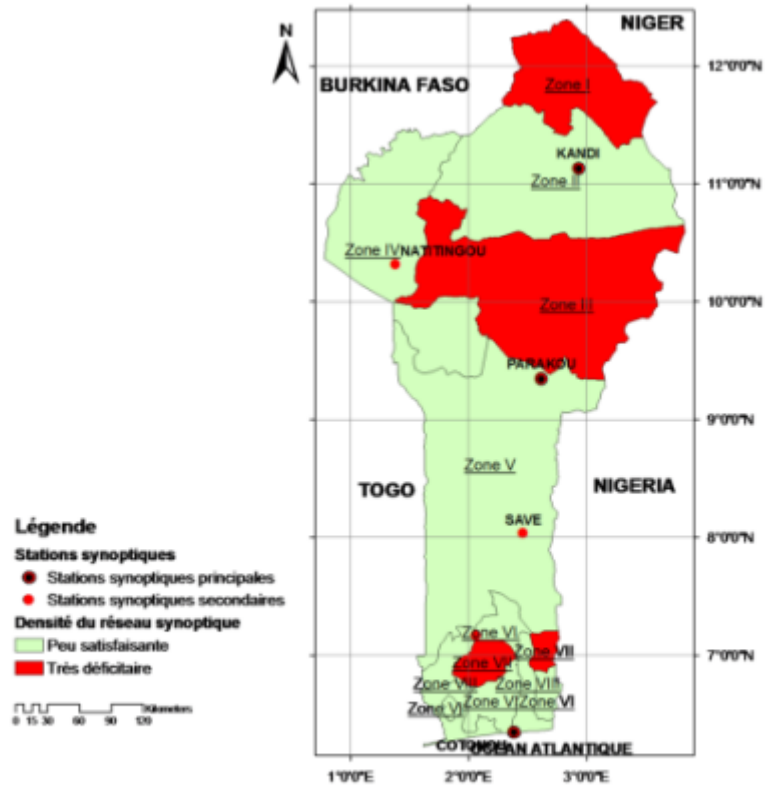 NIGER
N
12°0'0"N
BURKINA FASO
Zone I
KANDI
Zone II
11°0'0"N
Zone IV
NATITINGOU
Zone III
10°0'0"N
PARAKOU
9°0'0"N
Zone V
TOGO
NIGERIA
SAVE
8°0'0"N
Légende
Stations synoptiques
Stations synoptiques principales
Stations synoptiques secondaires
Densité du réseau synoptique
Peu satisfaisante
Très déficitaire
Zone VI
Zone VII
Zone VII
7°0'0"N
Zone VIII
Zone VIII
Zone VI
Zone VI
Zone VI
Kilometers
0 15 30 60 90 120
COTONOU
OCEAN ATLANTIQUE
1°0'0"E
2°0'0"E
3°0'0"E